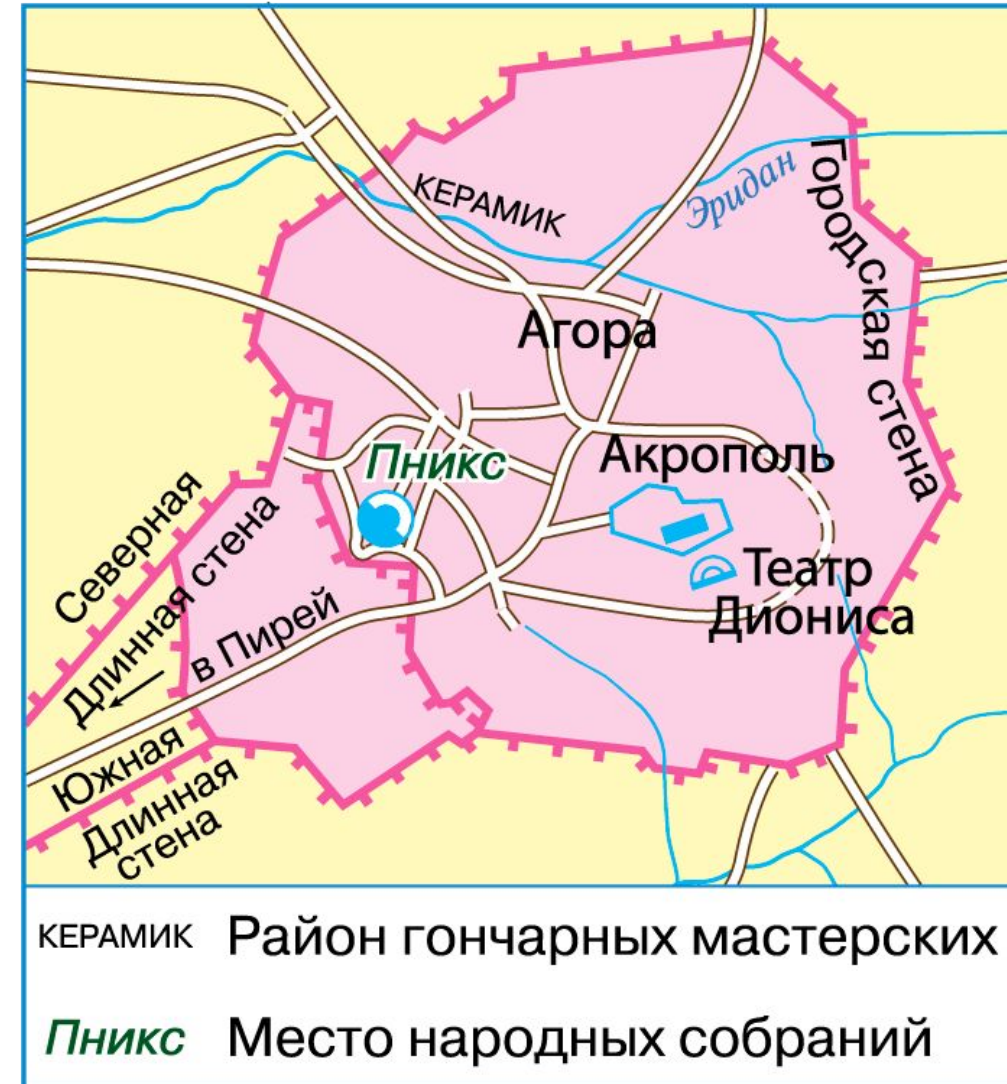 КЕРАМИК
Эридан
Городская стена
Агора
Акрополь
Пникс
Театр
Диониса
Северная
Длинная стена
в Пирей
Южная
Длинная
стена
КЕРАМИК Район гончарных мастерских
Пникс Место народных собраний